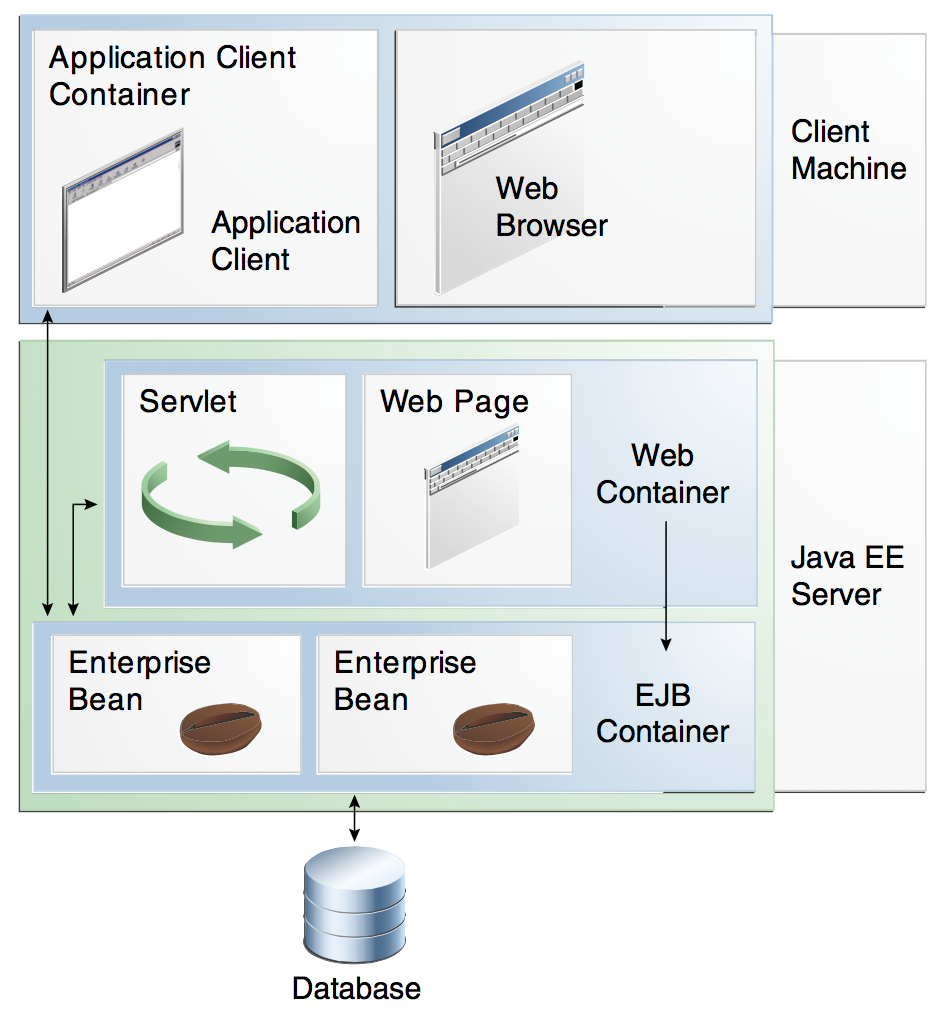 Application Client
Container
Application
Client
Web
Browser
Client
Machine
Servlet
Web Page
Web
Container
Java EE
Server
Enterprise
Bean
Enterprise
Bean
EJB
Container
Database